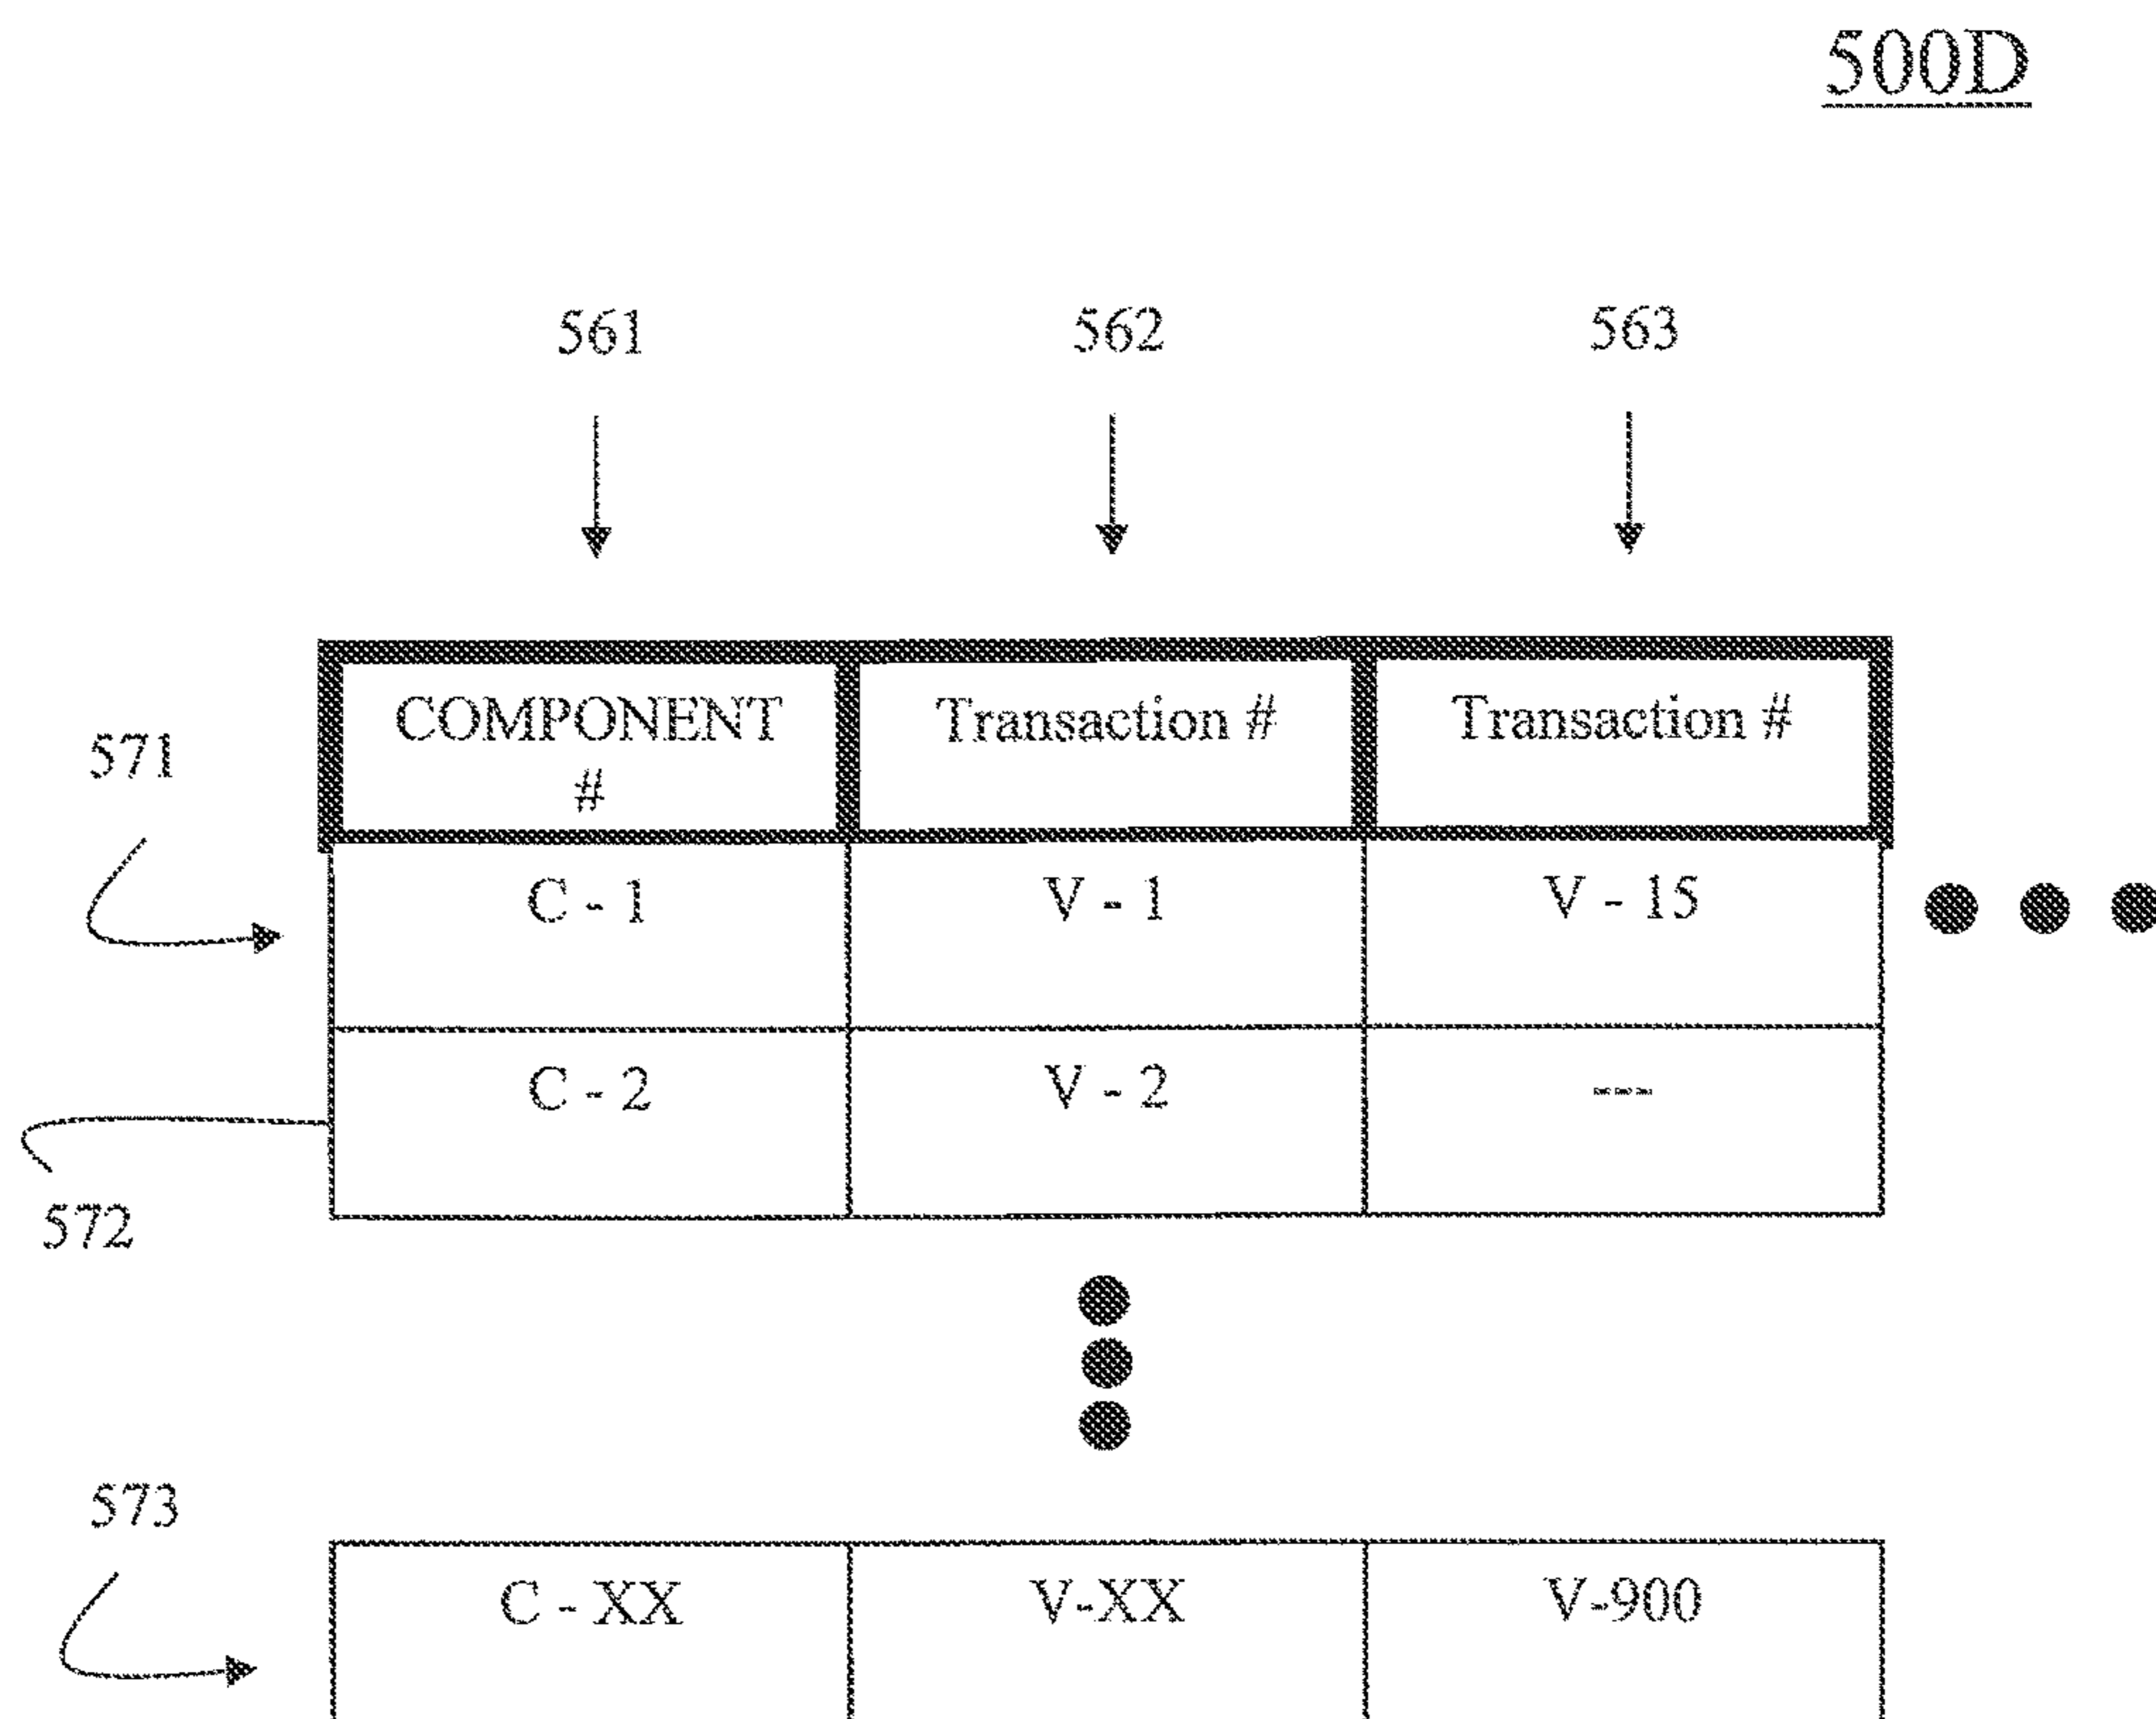 500D
561 562 563
COMPONENT # Transaction # Transaction #
571
C - 1 V - 1 V - 15
C - 2 V - 2 ---
572
573
C - XX V-XX V-900